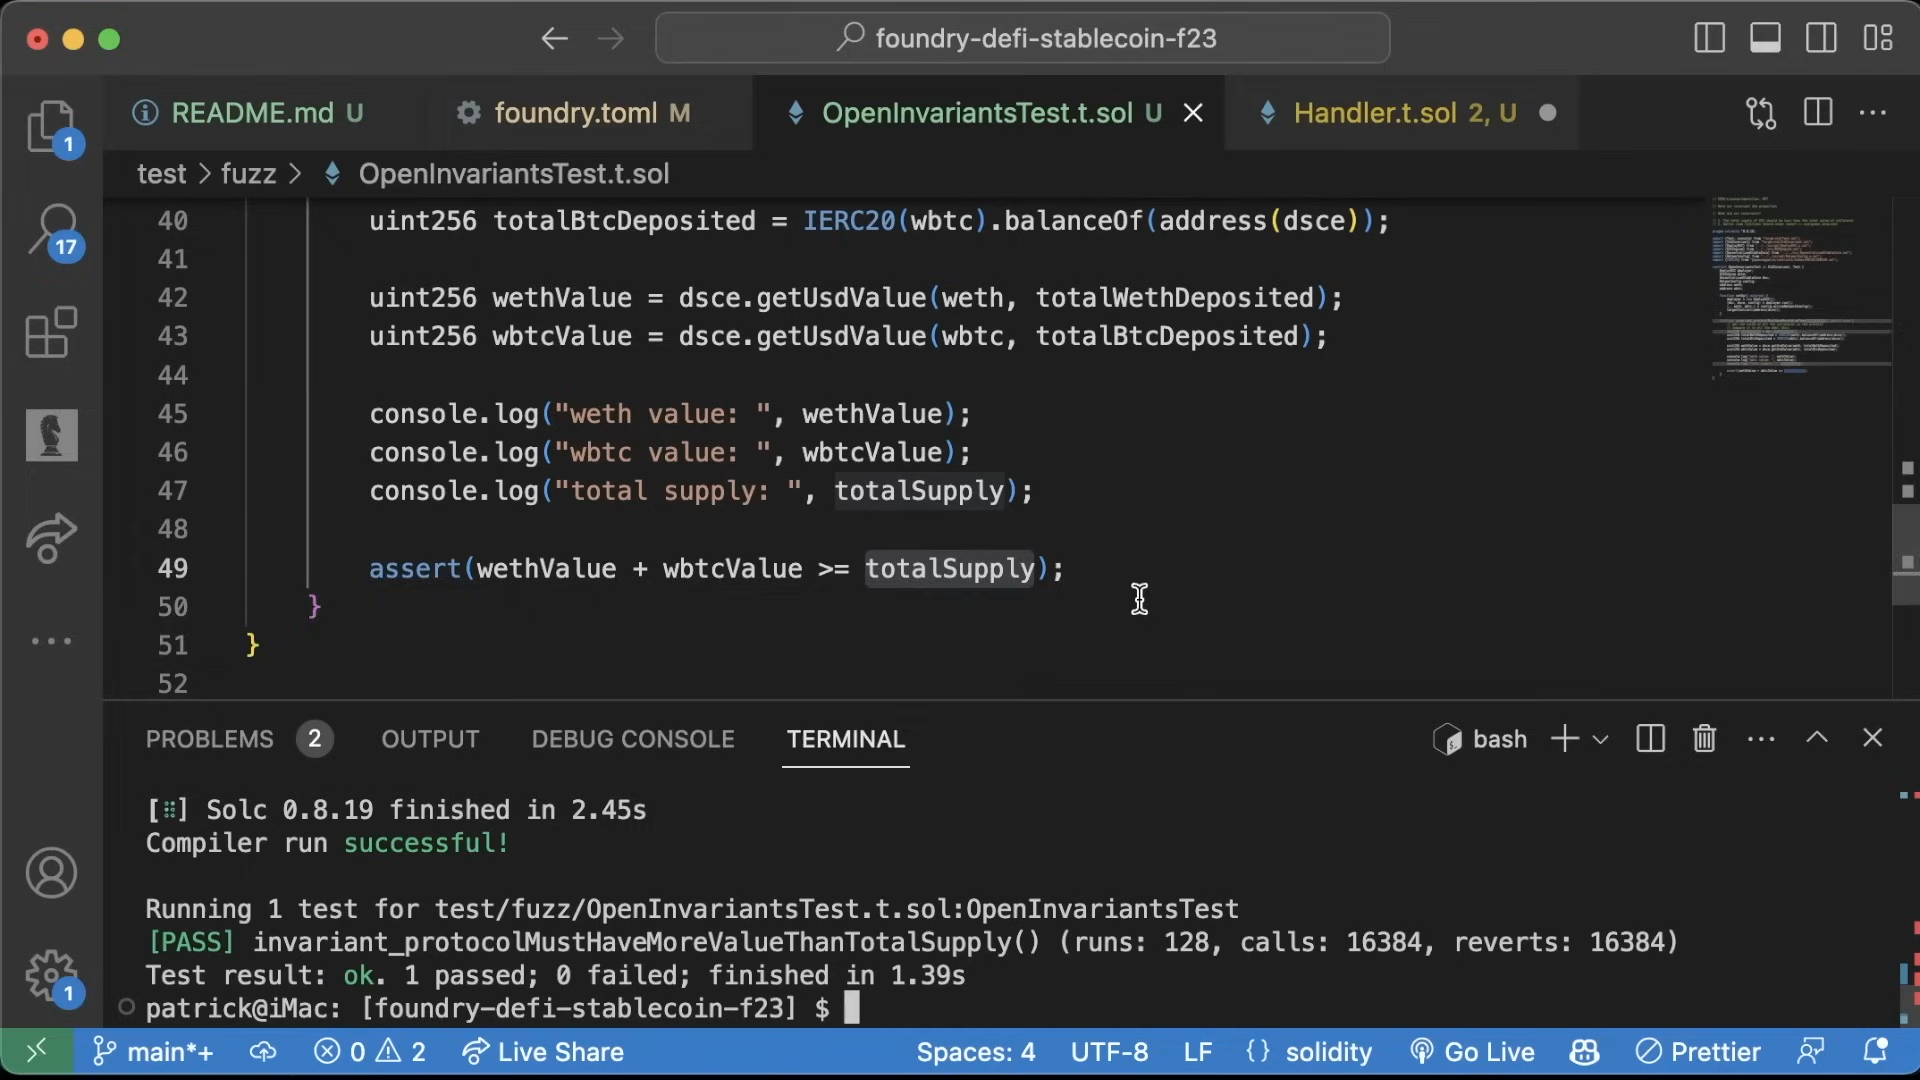 foundry-defi-stablecoin-f23
README.md U
foundry.toml M
OpenInvariantsTest.t.sol U
Handler.t.sol 2, U
1
test > fuzz > OpenInvariantsTest.t.sol
17
40 uint256 totalBtcDeposited = IERC20(wbtc).balanceOf(address(dsce));
41
42 uint256 wethValue = dsce.getUsdValue(weth, totalWethDeposited);
43 uint256 wbtcValue = dsce.getUsdValue(wbtc, totalBtcDeposited);
44
45 console.log("weth value: ", wethValue);
46 console.log("wbtc value: ", wbtcValue);
47 console.log("total supply: ", totalSupply);
48
49 assert(wethValue + wbtcValue >= totalSupply);
50 }
51 }
52
PROBLEMS 2 OUTPUT DEBUG CONSOLE TERMINAL bash
[⠿] Solc 0.8.19 finished in 2.45s
Compiler run successful!
Running 1 test for test/fuzz/OpenInvariantsTest.t.sol:OpenInvariantsTest
[PASS] invariant_protocolMustHaveMoreValueThanTotalSupply() (runs: 128, calls: 16384, reverts: 16384)
Test result: ok. 1 passed; 0 failed; finished in 1.39s
patrick@iMac: [foundry-defi-stablecoin-f23] $
1
main*+ 0 2 Live Share Spaces: 4 UTF-8 LF {} solidity Go Live Prettier